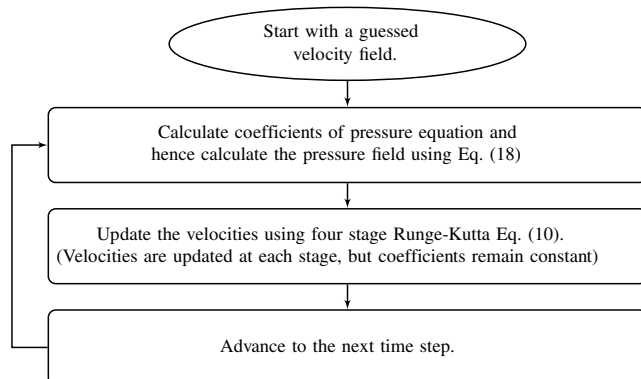 Start with a guessed
velocity field.
Calculate coefficients of pressure equation and
hence calculate the pressure field using Eq. (18)
Update the velocities using four stage Runge-Kutta Eq. (10).
(Velocities are updated at each stage, but coefficients remain constant)
Advance to the next time step.